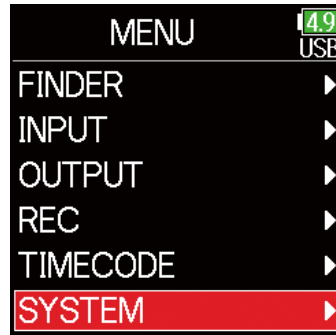 MENU
4.9
USB
FINDER
INPUT
OUTPUT
REC
TIMECODE
SYSTEM